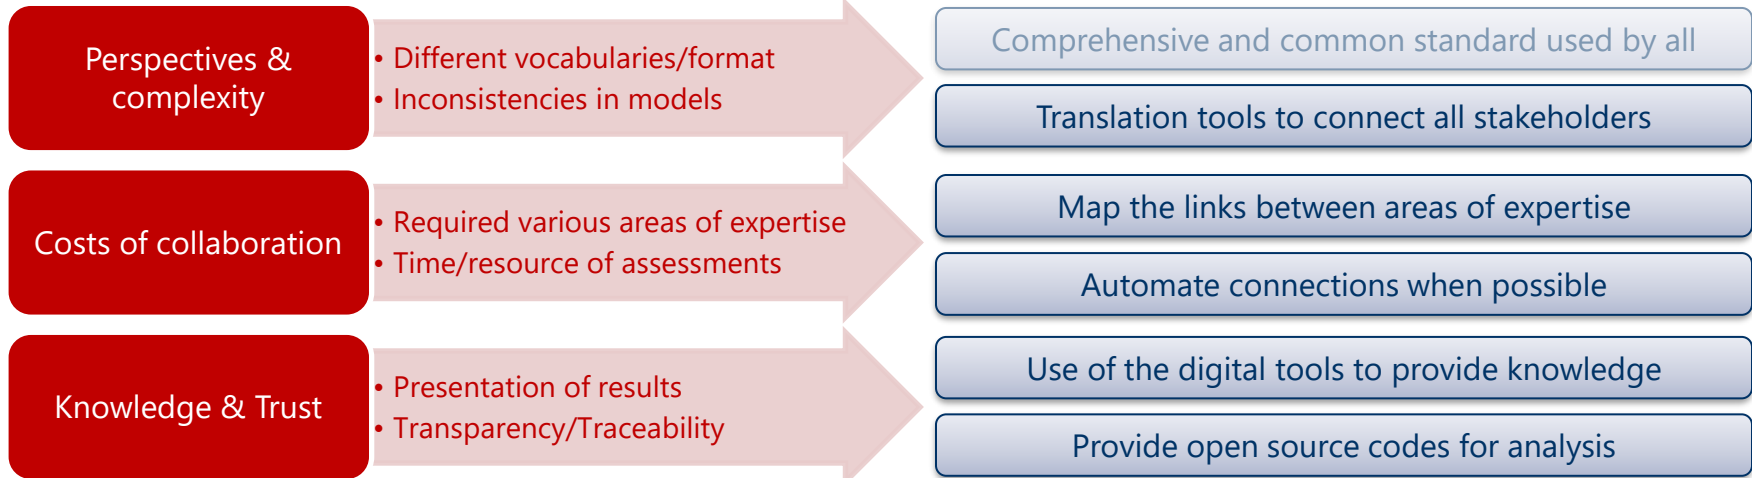 Perspectives &
complexity
• Different vocabularies/format
• Inconsistencies in models
Comprehensive and common standard used by all
Translation tools to connect all stakeholders
Costs of collaboration
• Required various areas of expertise
• Time/resource of assessments
Map the links between areas of expertise
Automate connections when possible
Knowledge & Trust
• Presentation of results
• Transparency/Traceability
Use of the digital tools to provide knowledge
Provide open source codes for analysis